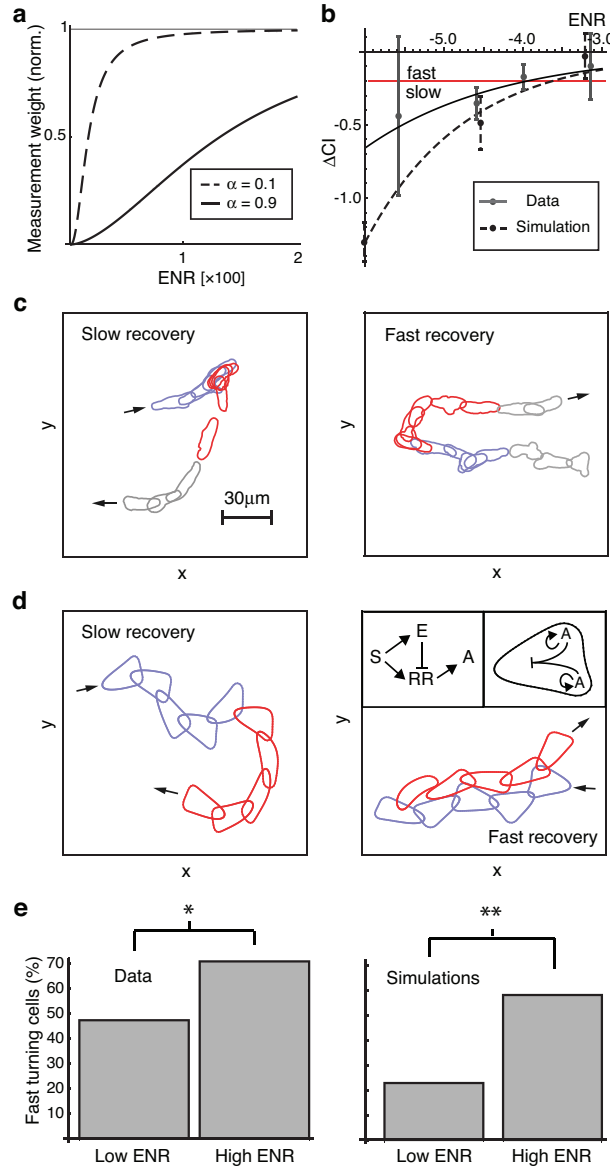 a
Measurement weight (norm.)
1
0.5
α = 0.1
α = 0.9
1
2
ENR [×100]
b
ENR
-5.0
-4.0
-3.0
fast
slow
-0.5
-1.0
ΔCI
Data
Simulation
c
Slow recovery
30μm
y
x
Fast recovery
y
x
d
Slow recovery
y
x
S
E
RR
A
A
A
Fast recovery
y
x
e
*
Data
Fast turning cells (%)
70
60
50
40
30
20
10
Low ENR
High ENR
**
Simulations
Low ENR
High ENR